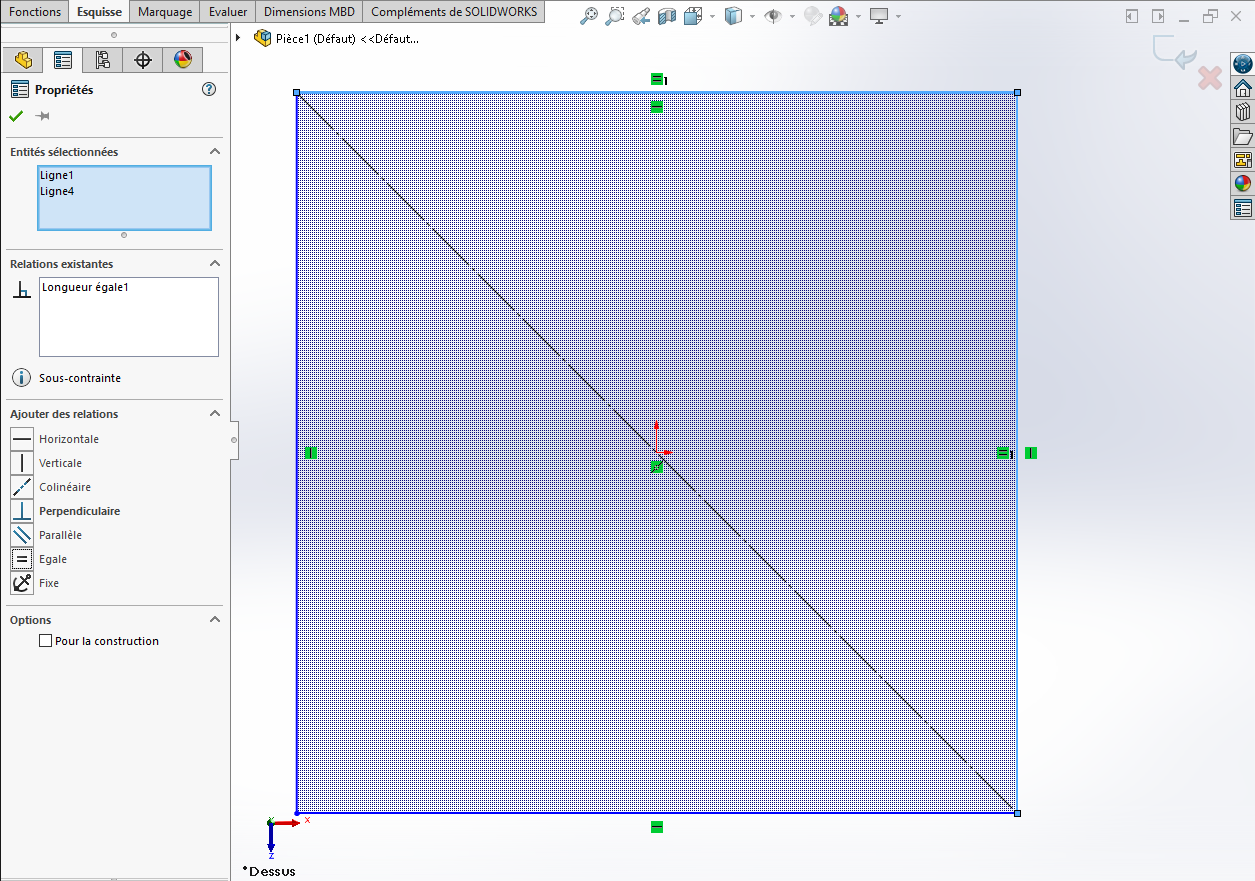 Fonctions Esquisse Marquage Evaluer Dimensions MBD Compléments de SOLIDWORKS
Pièce1 (Défaut) <<Défaut...
Propriétés
Entités sélectionnées
Ligne1
Ligne4
Relations existantes
Longueur égale1
Sous-contrainte
Ajouter des relations
Horizontale
Verticale
Colinéaire
Perpendiculaire
Parallèle
Egale
Fixe
Options
Pour la construction
1
1
Y
X
Z
*Dessus